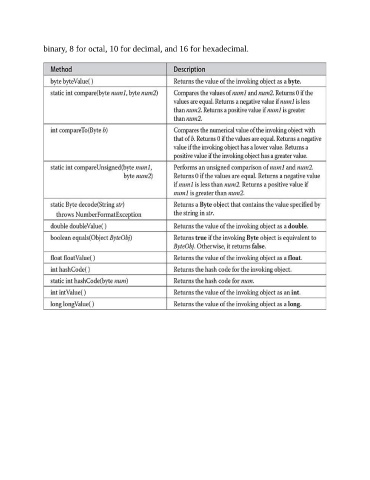 binary, 8 for octal, 10 for decimal, and 16 for hexadecimal.
Method Description
byte byteValue( ) Returns the value of the invoking object as a byte.
static int compare(byte num1, byte num2) Compares the values of num1 and num2. Returns 0 if the
values are equal. Returns a negative value if num1 is less
than num2. Returns a positive value if num1 is greater
than num2.
int compareTo(Byte b) Compares the numerical value of the invoking object with
that of b. Returns 0 if the values are equal. Returns a negative
value if the invoking object has a lower value. Returns a
positive value if the invoking object has a greater value.
static int compareUnsigned(byte num1, Performs an unsigned comparison of num1 and num2.
byte num2) Returns 0 if the values are equal. Returns a negative value
if num1 is less than num2. Returns a positive value if
num1 is greater than num2.
static Byte decode(String str) Returns a Byte object that contains the value specified by
throws NumberFormatException the string in str.
double doubleValue( ) Returns the value of the invoking object as a double.
boolean equals(Object ByteObj) Returns true if the invoking Byte object is equivalent to
ByteObj. Otherwise, it returns false.
float floatValue( ) Returns the value of the invoking object as a float.
int hashCode( ) Returns the hash code for the invoking object.
static int hashCode(byte num) Returns the hash code for num.
int intValue( ) Returns the value of the invoking object as an int.
long longValue( ) Returns the value of the invoking object as a long.